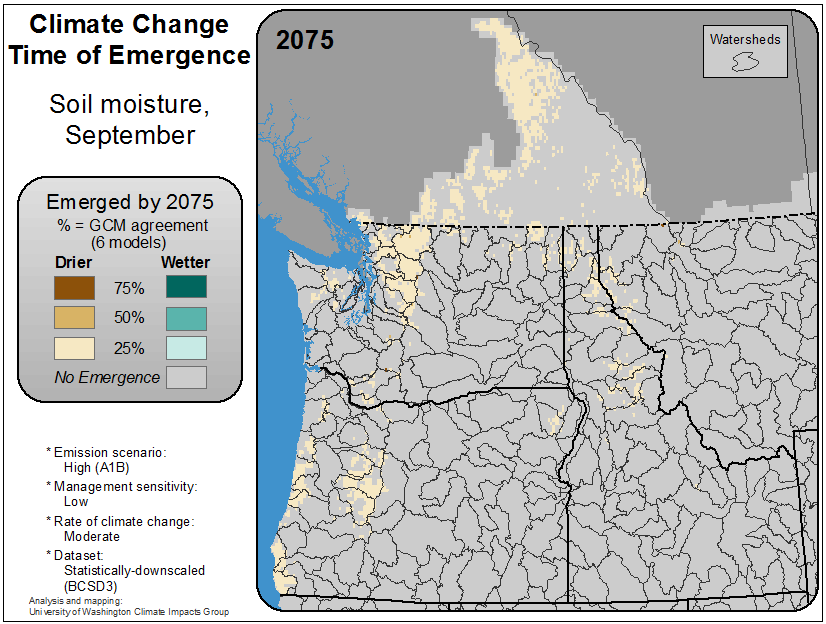 Climate Change
Time of Emergence
Soil moisture,
September
Emerged by 2075
% = GCM agreement
(6 models)
Drier Wetter
75%
50%
25%
No Emergence
* Emission scenario:
High (A1B)
* Management sensitivity:
Low
* Rate of climate change:
Moderate
* Dataset:
Statistically-downscaled
(BCSD3)
Analysis and mapping:
University of Washington Climate Impacts Group
2075
Watersheds